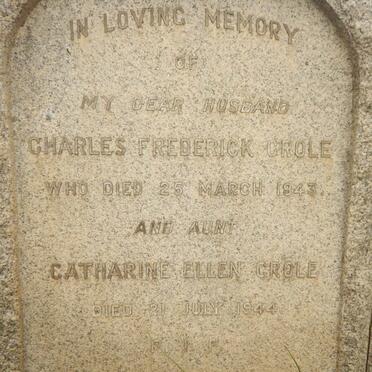 IN LOVING MEMORY
OF
MY DEAR HUSBAND
CHARLES FREDERICK CROLE
WHO DIED 25 MARCH 1943.
AND AUNT
CATHARINE ELLEN CROLE
DIED 21 JULY 1944
R. I. P.